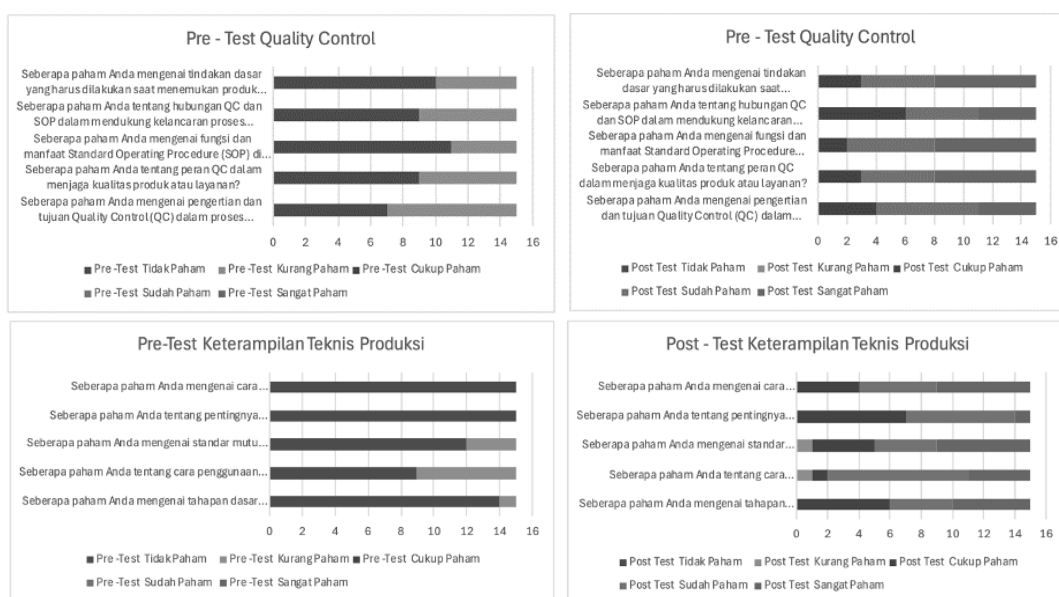 Pre - Test Quality Control
Seberapa paham Anda mengenai tindakan dasar
yang harus dilakukan saat menemukan produk...
Seberapa paham Anda tentang hubungan QC dan
SOP dalam mendukung kelancaran proses...
Seberapa paham Anda mengenai fungsi dan
manfaat Standard Operating Procedure (SOP) di...
Seberapa paham Anda tentang peran QC dalam
menjaga kualitas produk atau layanan?
Seberapa paham Anda mengenai pengertian dan
tujuan Quality Control (QC) dalam proses...
0 2 4 6 8 10 12 14 16
Pre-Test Tidak Paham Pre-Test Kurang Paham Pre-Test Cukup Paham
Pre-Test Sudah Paham Pre-Test Sangat Paham
Pre - Test Quality Control
Seberapa paham Anda mengenai tindakan
dasar yang harus dilakukan saat...
Seberapa paham Anda tentang hubungan QC
dan SOP dalam mendukung kelancaran...
Seberapa paham Anda mengenai fungsi dan
manfaat Standard Operating Procedure...
Seberapa paham Anda tentang peran QC
dalam menjaga kualitas produk atau layanan?
Seberapa paham Anda mengenai pengertian
dan tujuan Quality Control (QC) dalam...
0 2 4 6 8 10 12 14 16
Post Test Tidak Paham Post Test Kurang Paham Post Test Cukup Paham
Post Test Sudah Paham Post Test Sangat Paham
Pre-Test Keterampilan Teknis Produksi
Seberapa paham Anda mengenai cara...
Seberapa paham Anda tentang pentingnya...
Seberapa paham Anda mengenai standar mutu...
Seberapa paham Anda tentang cara penggunaan...
Seberapa paham Anda mengenai tahapan dasar...
0 2 4 6 8 10 12 14 16
Pre-Test Tidak Paham Pre-Test Kurang Paham Pre-Test Cukup Paham
Pre-Test Sudah Paham Pre-Test Sangat Paham
Post - Test Keterampilan Teknis Produksi
Seberapa paham Anda mengenai cara...
Seberapa paham Anda tentang pentingnya...
Seberapa paham Anda mengenai standar...
Seberapa paham Anda tentang cara...
Seberapa paham Anda mengenai tahapan...
0 2 4 6 8 10 12 14 16
Post Test Tidak Paham Post Test Kurang Paham Post Test Cukup Paham
Post Test Sudah Paham Post Test Sangat Paham